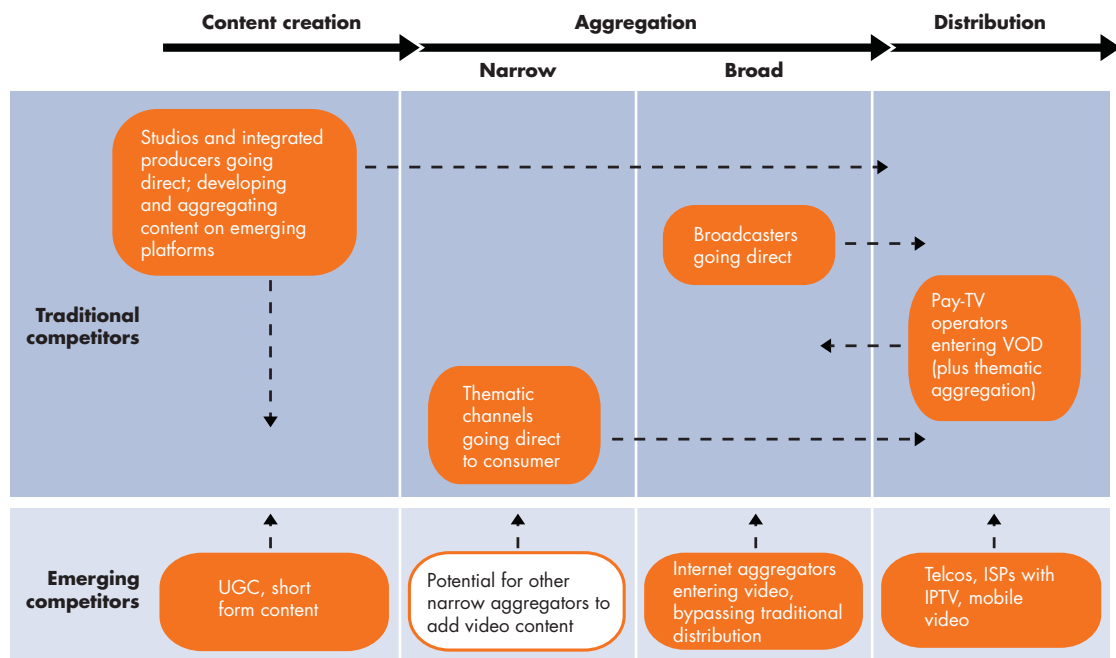 Content creation
Aggregation
Distribution
Narrow
Broad
Traditional
competitors
Studios and integrated
producers going
direct; developing
and aggregating
content on emerging
platforms
Broadcasters
going direct
Pay-TV
operators
entering VOD
(plus thematic
aggregation)
Thematic
channels
going direct
to consumer
Emerging
competitors
UGC, short
form content
Potential for other
narrow aggregators to
add video content
Internet aggregators
entering video,
bypassing traditional
distribution
Telcos, ISPs with
IPTV, mobile
video